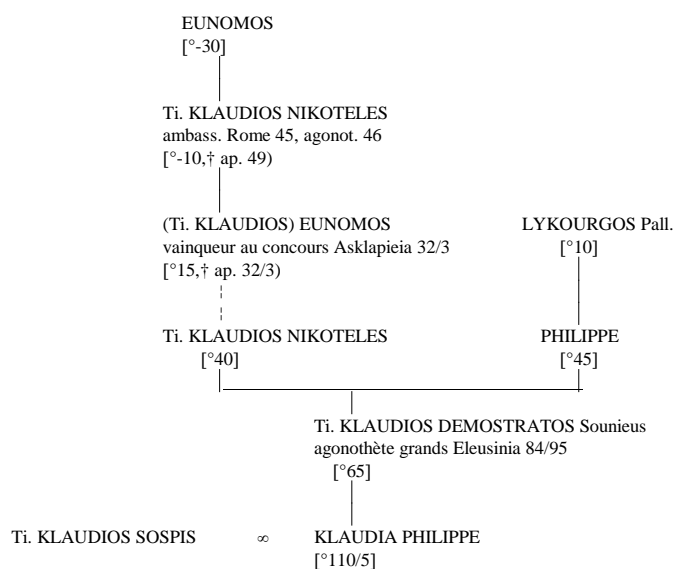 EUNOMOS
[°-30]
Ti. KLAUDIOS NIKOTELES
ambass. Rome 45, agonot. 46
[°-10,† ap. 49)
(Ti. KLAUDIOS) EUNOMOS
vainqueur au concours Asklapieia 32/3
[°15,† ap. 32/3)
LYKOURGOS Pall.
[°10]
Ti. KLAUDIOS NIKOTELES
[°40]
PHILIPPE
[°45]
Ti. KLAUDIOS DEMOSTRATOS Sounieus
agonothète grands Eleusinia 84/95
[°65]
Ti. KLAUDIOS SOSPIS ∞ KLAUDIA PHILIPPE
[°110/5]